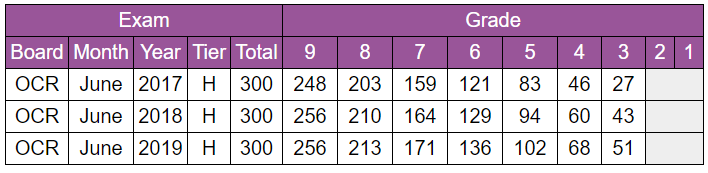 Exam Grade
Board Month Year Tier Total 9 8 7 6 5 4 3 2 1
OCR June 2017 H 300 248 203 159 121 83 46 27
OCR June 2018 H 300 256 210 164 129 94 60 43
OCR June 2019 H 300 256 213 171 136 102 68 51